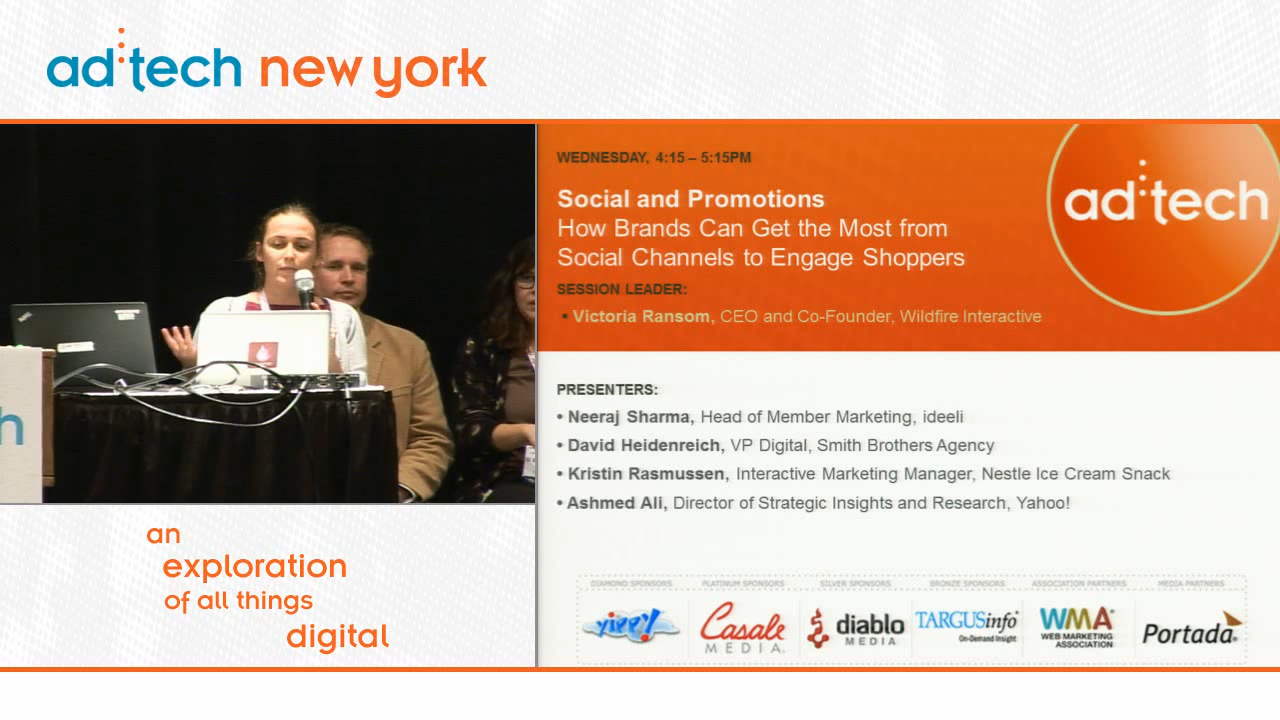 ad:tech new york
WEDNESDAY, 4:15 – 5:15PM
Social and Promotions
How Brands Can Get the Most from
Social Channels to Engage Shoppers
SESSION LEADER:
• Victoria Ransom, CEO and Co-Founder, Wildfire Interactive
ad:tech
PRESENTERS:
• Neeraj Sharma, Head of Member Marketing, ideeli
• David Heidenreich, VP Digital, Smith Brothers Agency
• Kristin Rasmussen, Interactive Marketing Manager, Nestle Ice Cream Snack
• Ashmed Ali, Director of Strategic Insights and Research, Yahoo!
h
an
exploration
of all things
digital
DIAMOND SPONSORS PLATINUM SPONSORS SILVER SPONSORS BRONZE SPONSORS ASSOCIATION PARTNERS MEDIA PARTNERS
yippy!
Casale
MEDIA.
diablo
MEDIA
TARGUSinfo
On-Demand Insight
WMA
WEB MARKETING
ASSOCIATION
Portada